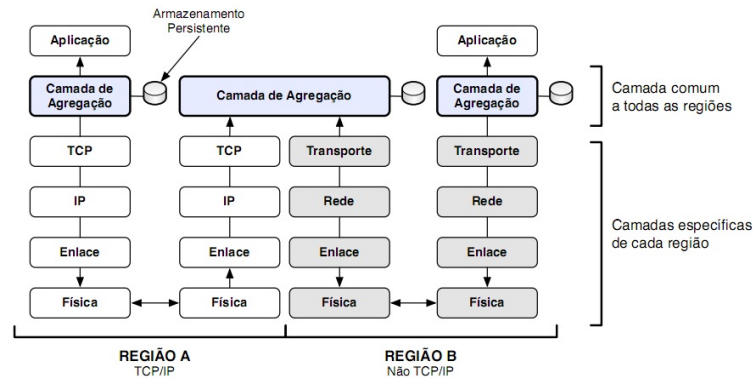 Armazenamento
Persistente
Aplicação
Aplicação
Camada de
Agregação
Camada de Agregação
Camada de
Agregação
Camada comum
a todas as regiões
TCP
TCP
Transporte
Transporte
IP
IP
Rede
Rede
Camadas específicas
de cada região
Enlace
Enlace
Enlace
Enlace
Física
Física
Física
Física
REGIÃO A
TCP/IP
REGIÃO B
Não TCP/IP